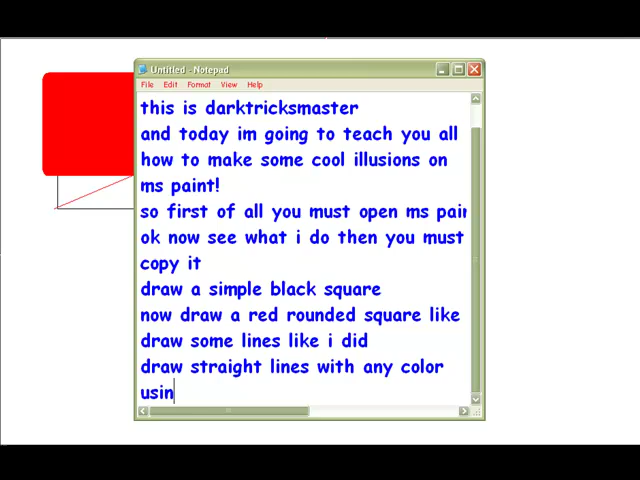 Untitled - Notepad
File Edit Format View Help
this is darktricksmaster
and today im going to teach you all
how to make some cool illusions on
ms paint!
so first of all you must open ms
ok now see what i do then you must
copy it
draw a simple black square
now draw a red rounded square like
draw some lines like i did
draw straight lines with any color
usin